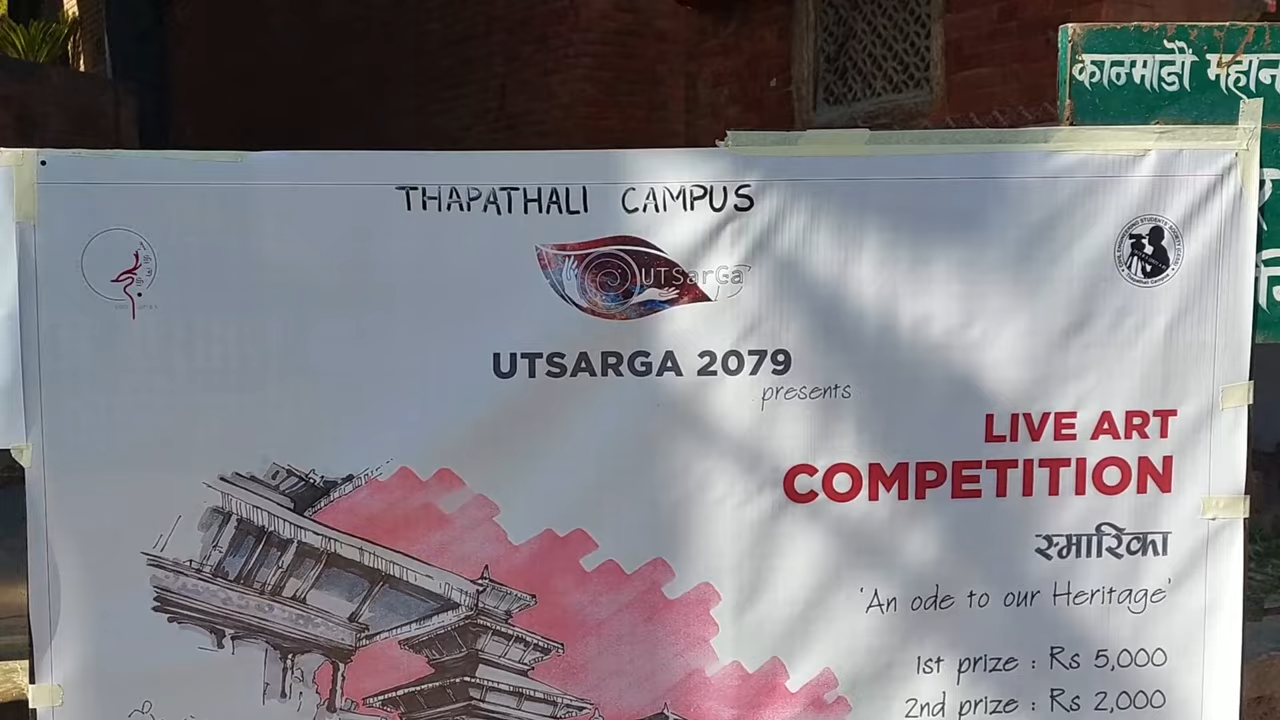 कान्माडौं महान
THAPATHALI CAMPUS
UTSarGa
UTSARGA 2079
presents
LIVE ART
COMPETITION
स्मारिका
'An ode to our Heritage'
1st prize : Rs 5,000
2nd prize : Rs 2,000